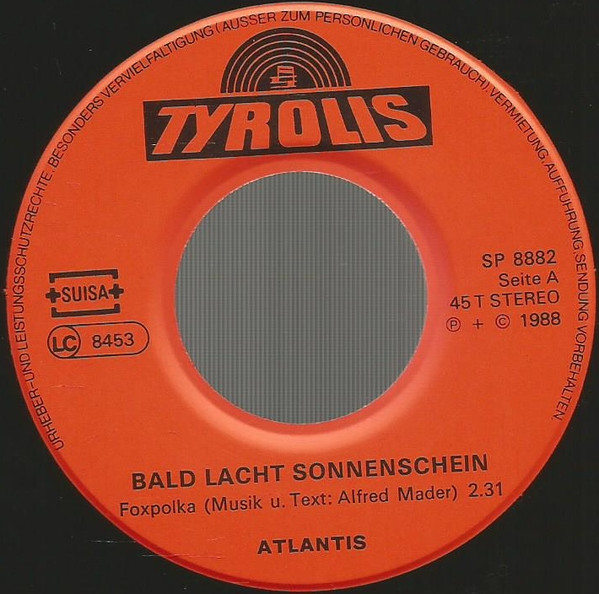 URHEBER- UND LEISTUNGSSCHUTZRECHTE. BESONDERS VERVIELFÄLTIGUNG (AUSSER ZUM PERSÖNLICHEN GEBRAUCH), VERMIETUNG, AUFFÜHRUNG, SENDUNG VORBEHALTEN
TYROLIS
SP 8882
Seite A
45 T STEREO
Ⓟ + © 1988
SUISA
LC 8453
BALD LACHT SONNENSCHEIN
Foxpolka (Musik u. Text: Alfred Mader) 2.31
ATLANTIS